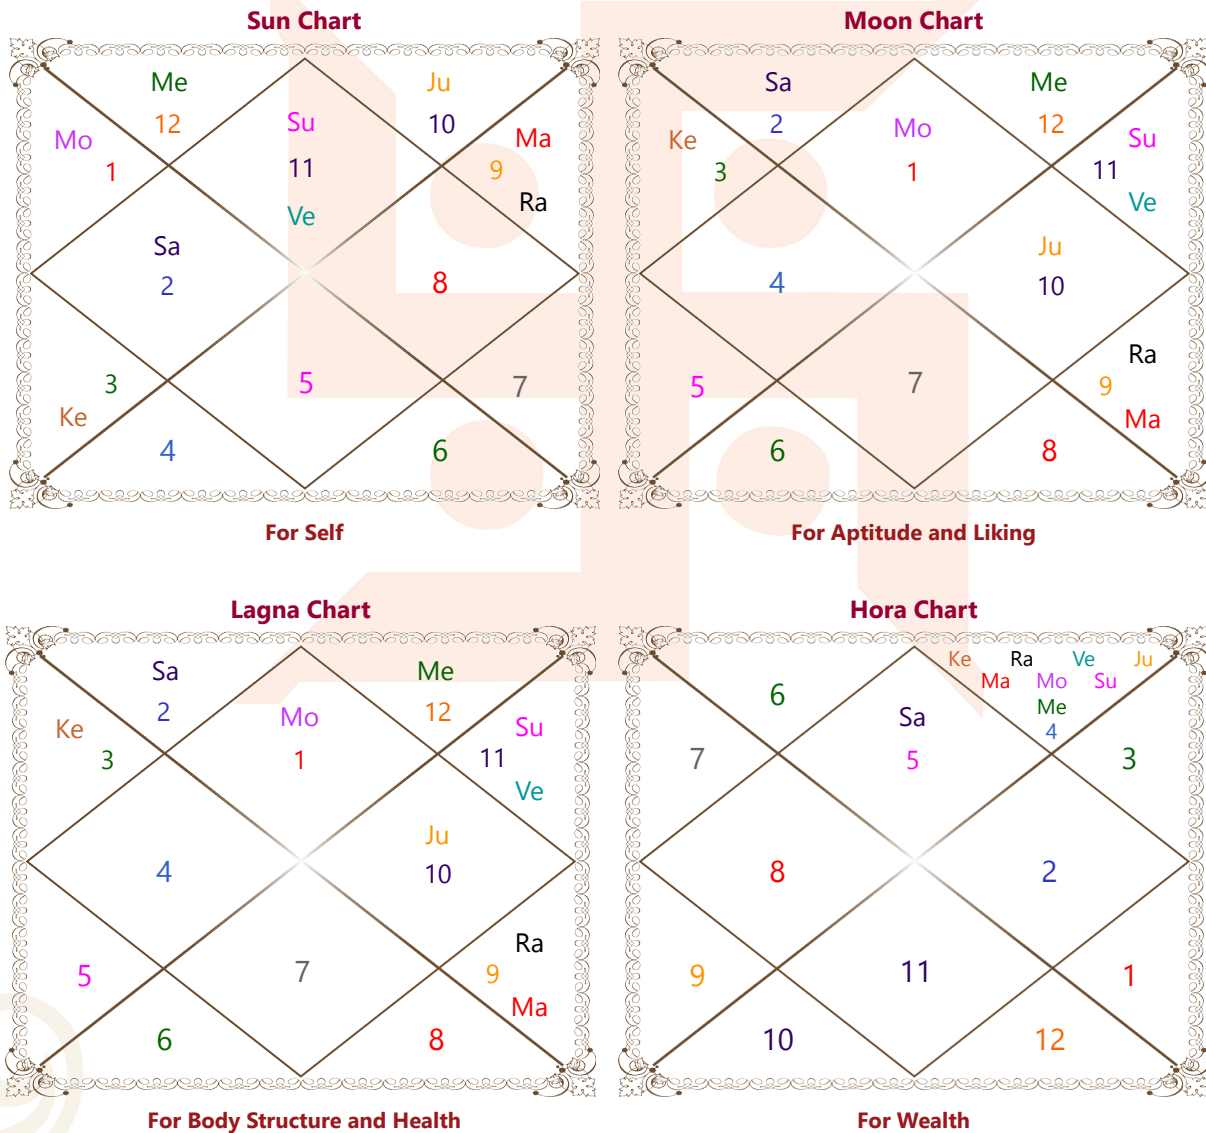 Sun Chart
Me
Ju
Su
12
10
Mo
Ma
1
11
9
Ve
Ra
Sa
2
8
3
5
7
Ke
4
6
For Self
Moon Chart
Sa
Me
2
Mo
12
Ke
Su
3
1
11
Ve
Ju
4
10
Ra
5
7
9
Ma
6
8
For Aptitude and Liking
Lagna Chart
Sa
Me
2
Mo
12
Ke
Su
3
1
11
Ve
Ju
4
10
Ra
5
7
9
Ma
6
8
For Body Structure and Health
Hora Chart
Ke Ra Ve Ju
Ma Mo Su
6
Me
Sa
4
7
5
3
8
2
9
11
1
10
12
For Wealth